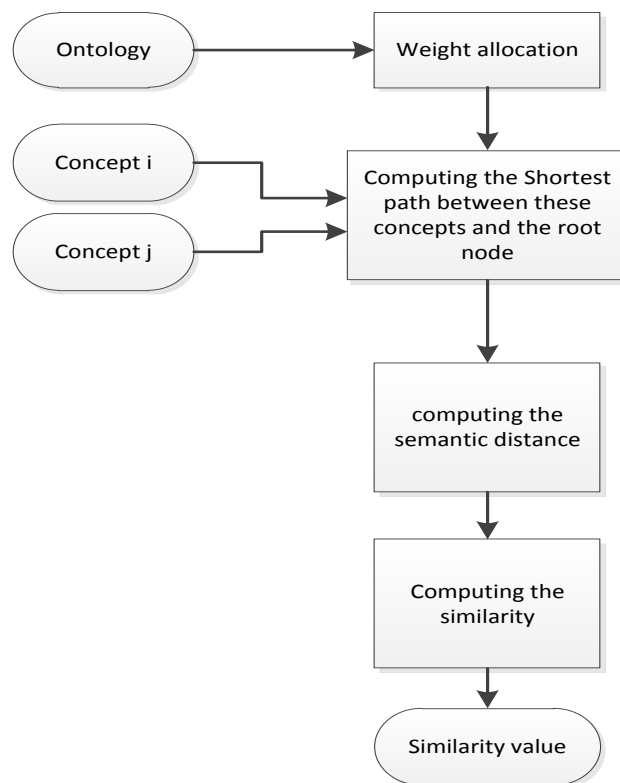 Ontology
Weight allocation
Concept i
Concept j
Computing the Shortest
path between these
concepts and the root
node
computing the
semantic distance
Computing the
similarity
Similarity value